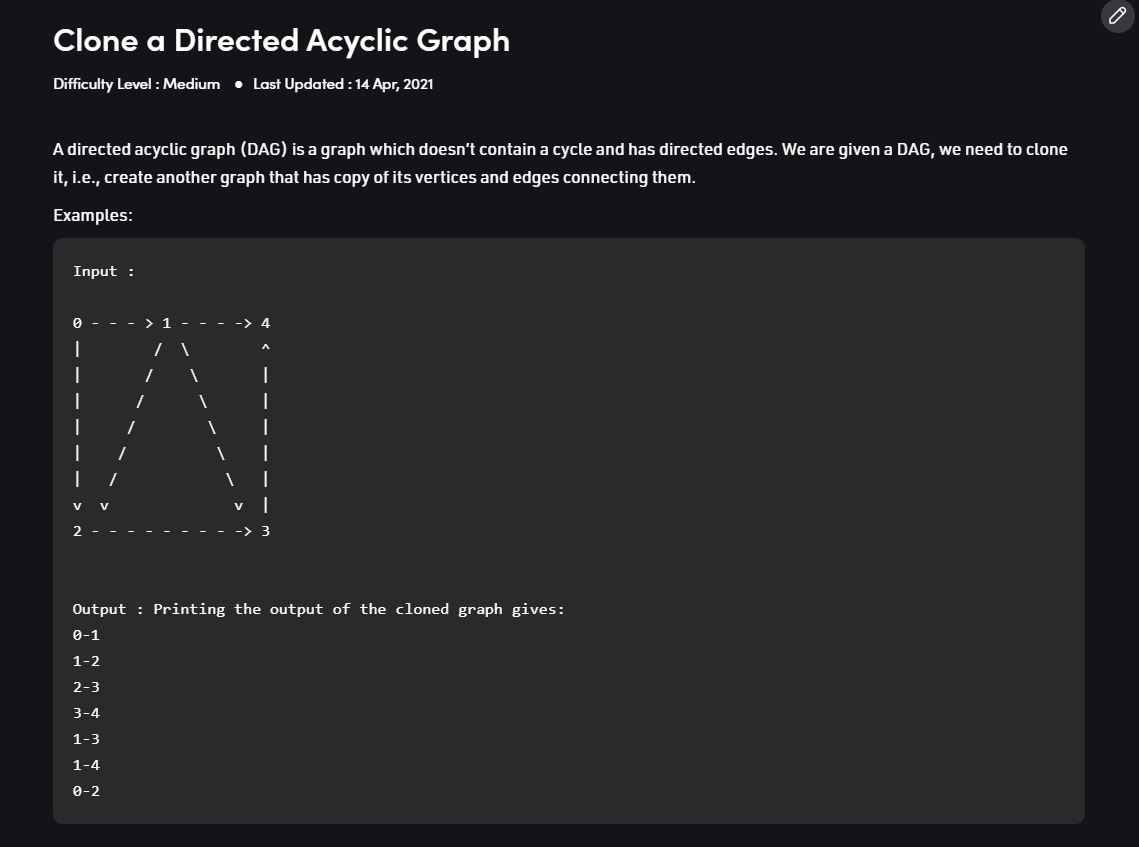 Clone a Directed Acyclic Graph
Difficulty Level : Medium ● Last Updated : 14 Apr, 2021
A directed acyclic graph (DAG) is a graph which doesn’t contain a cycle and has directed edges. We are given a DAG, we need to clone
it, i.e., create another graph that has copy of its vertices and edges connecting them.
Examples:
Input :
0 - - - > 1 - - - -> 4
|        /  \        ^
|       /    \       |
|      /      \      |
|     /        \     |
|    /          \    |
|   /            \   |
v  v              v  |
2 - - - - - - - - -> 3
Output : Printing the output of the cloned graph gives:
0-1
1-2
2-3
3-4
1-3
1-4
0-2